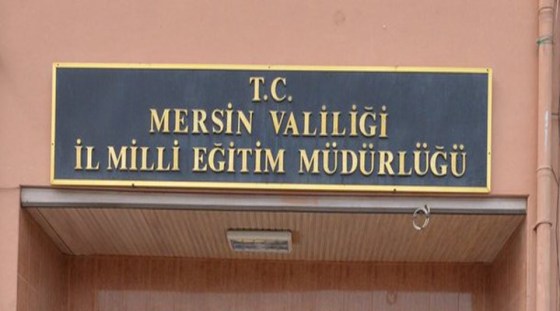 T.C.
MERSİN VALİLİĞİ
İL MİLLİ EĞİTİM MÜDÜRLÜĞÜ